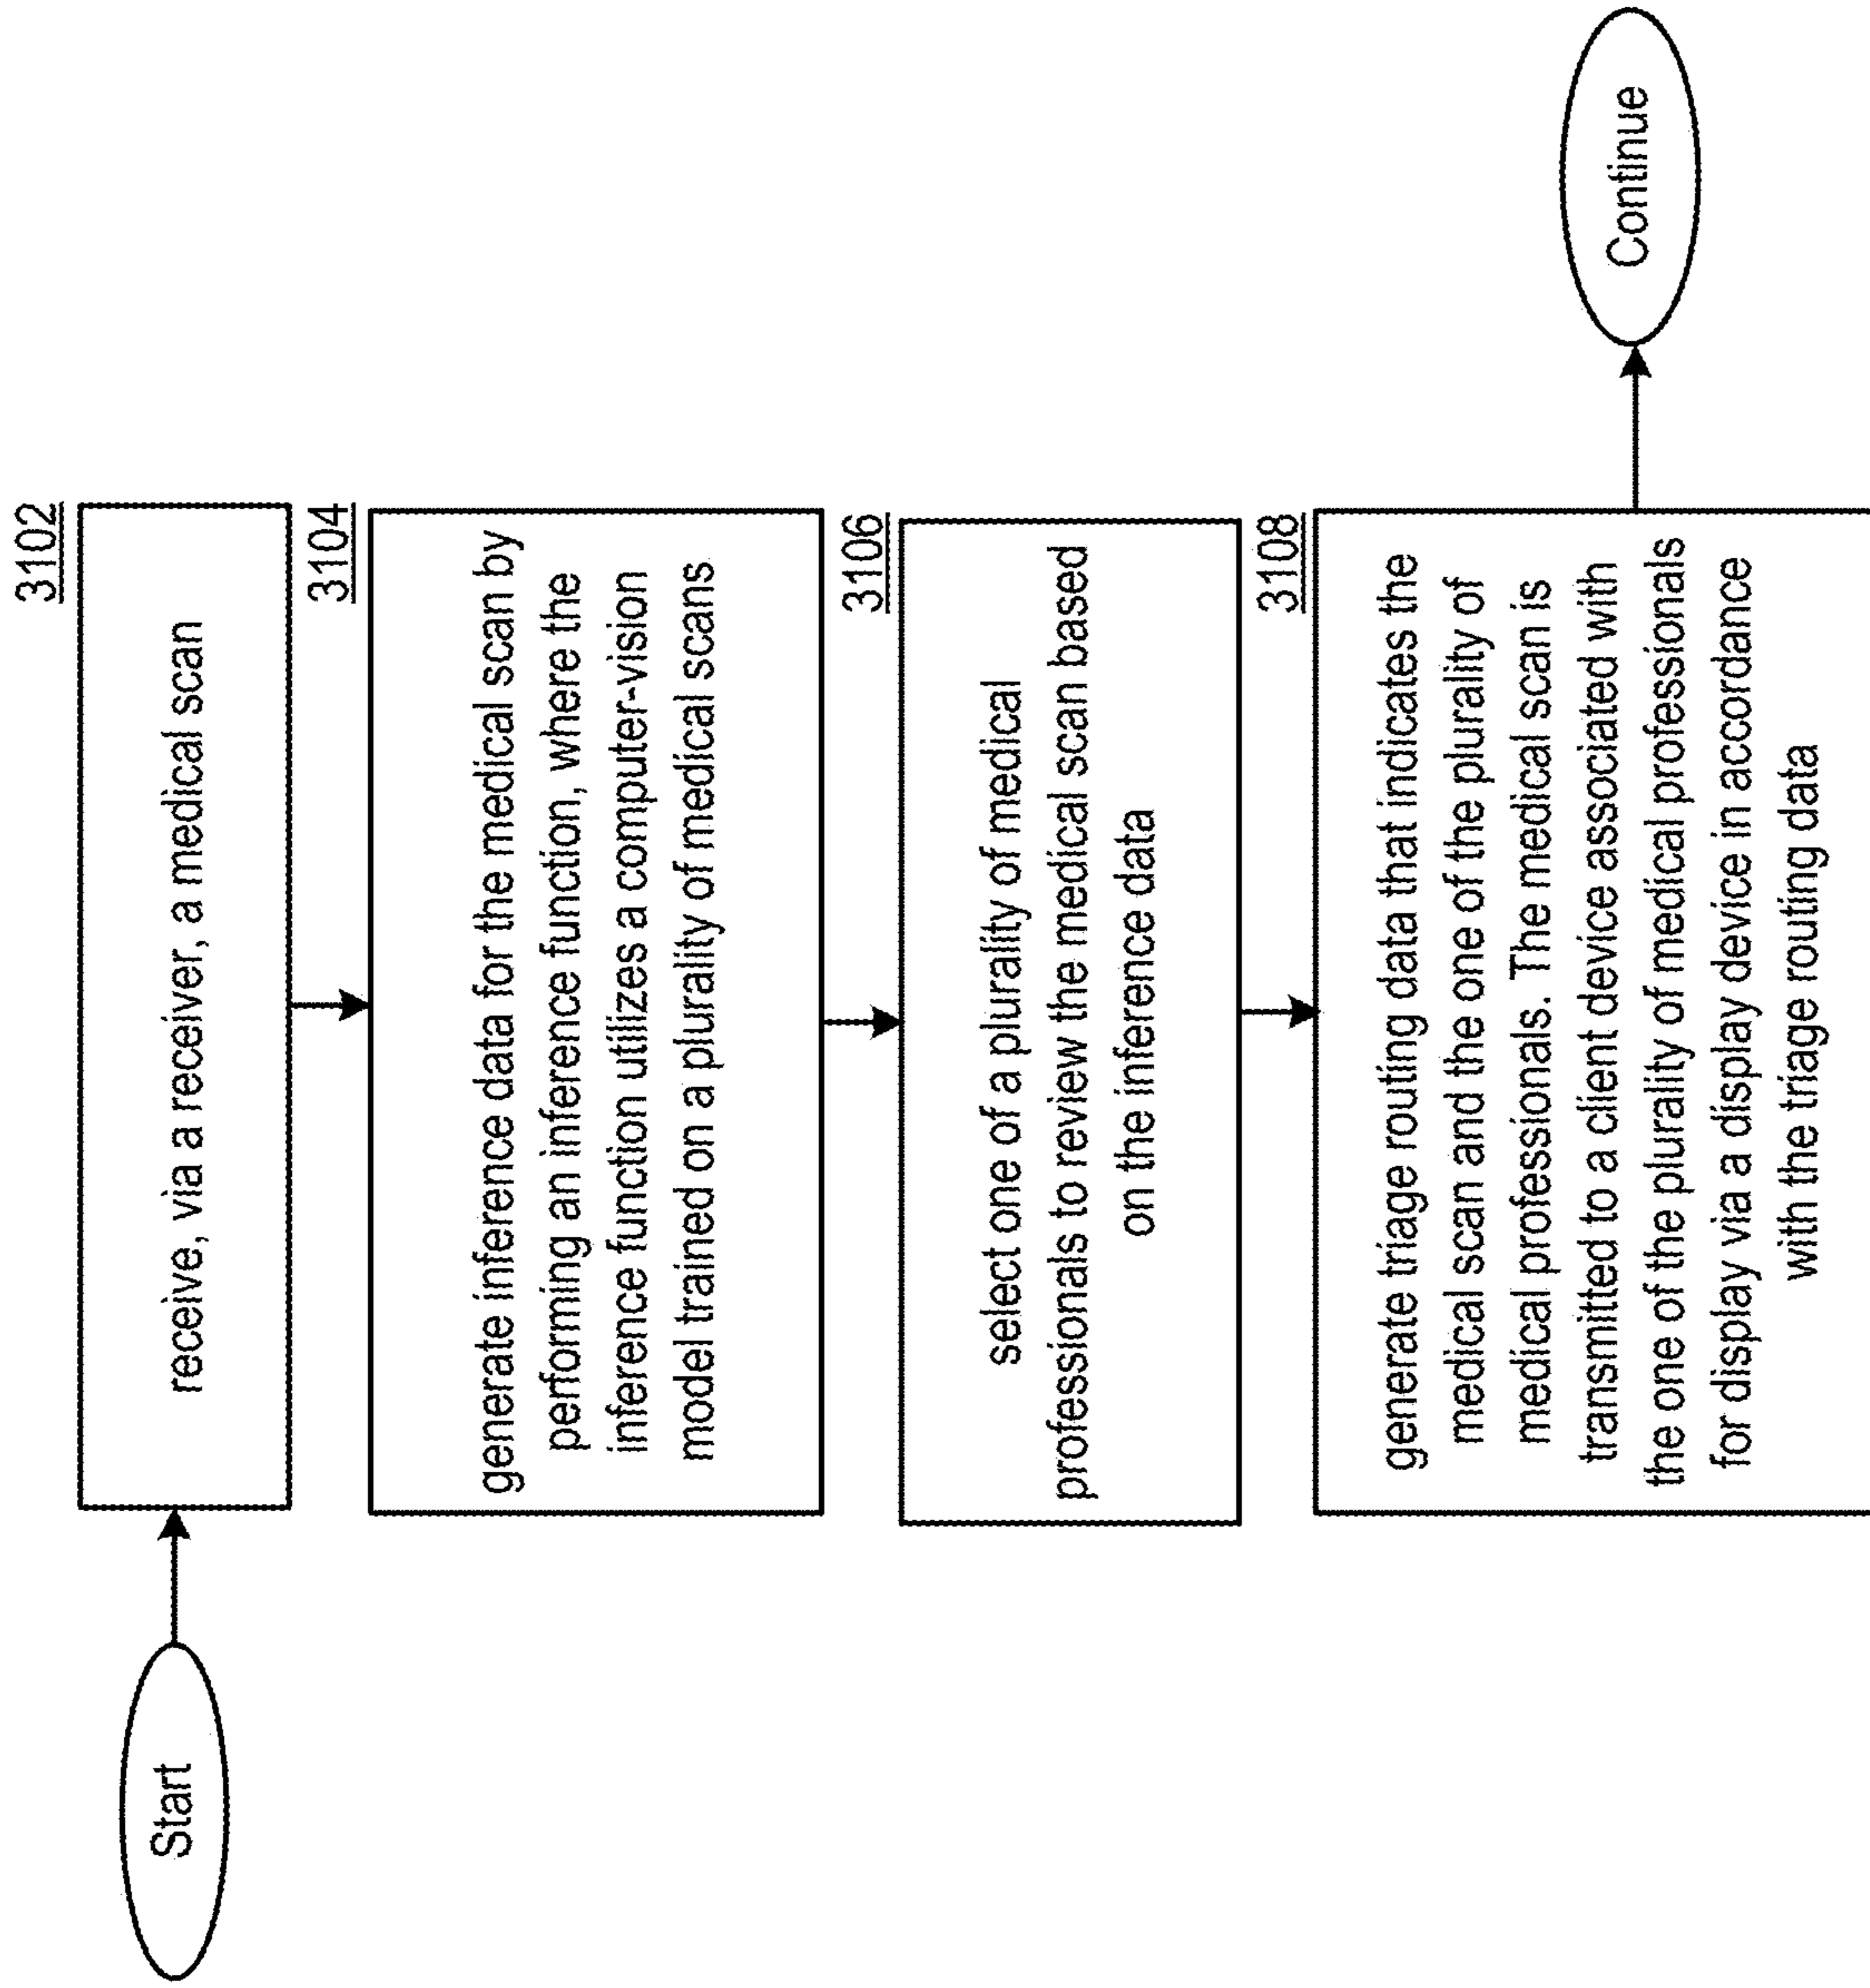 Start
3102
receive, via a receiver, a medical scan
3104
generate inference data for the medical scan by
performing an inference function, where the
inference function utilizes a computer-vision
model trained on a plurality of medical scans
3106
select one of a plurality of medical
professionals to review the medical scan based
on the inference data
3108
generate triage routing data that indicates the
medical scan and the one of the plurality of
medical professionals. The medical scan is
transmitted to a client device associated with
the one of the plurality of medical professionals
for display via a display device in accordance
with the triage routing data
Continue